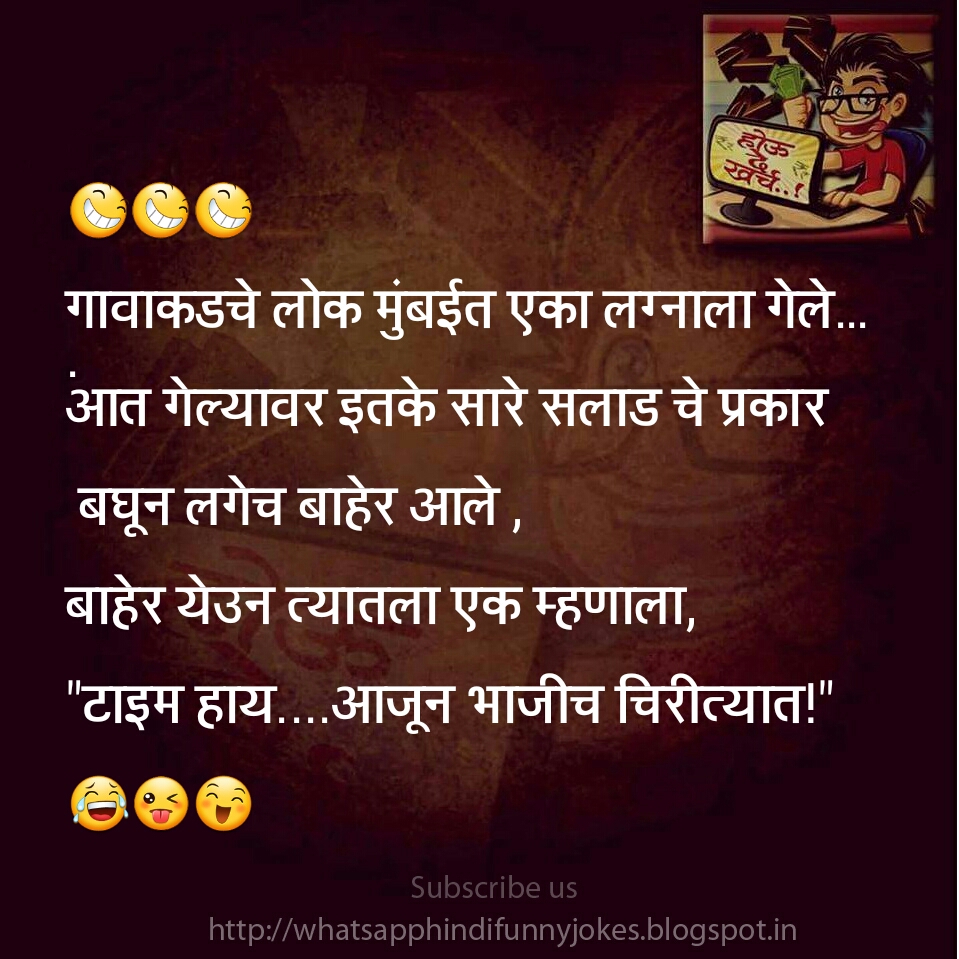 होऊ
दे
खर्च..!
गावाकडचे लोक मुंबईत एका लग्नाला गेले...
.
आत गेल्यावर इतके सारे सलाड चे प्रकार
बघून लगेच बाहेर आले ,
बाहेर येउन त्यातला एक म्हणाला,
"टाइम हाय....आजून भाजीच चिरीत्यात!"
Subscribe us
http://whatsapphindifunnyjokes.blogspot.in